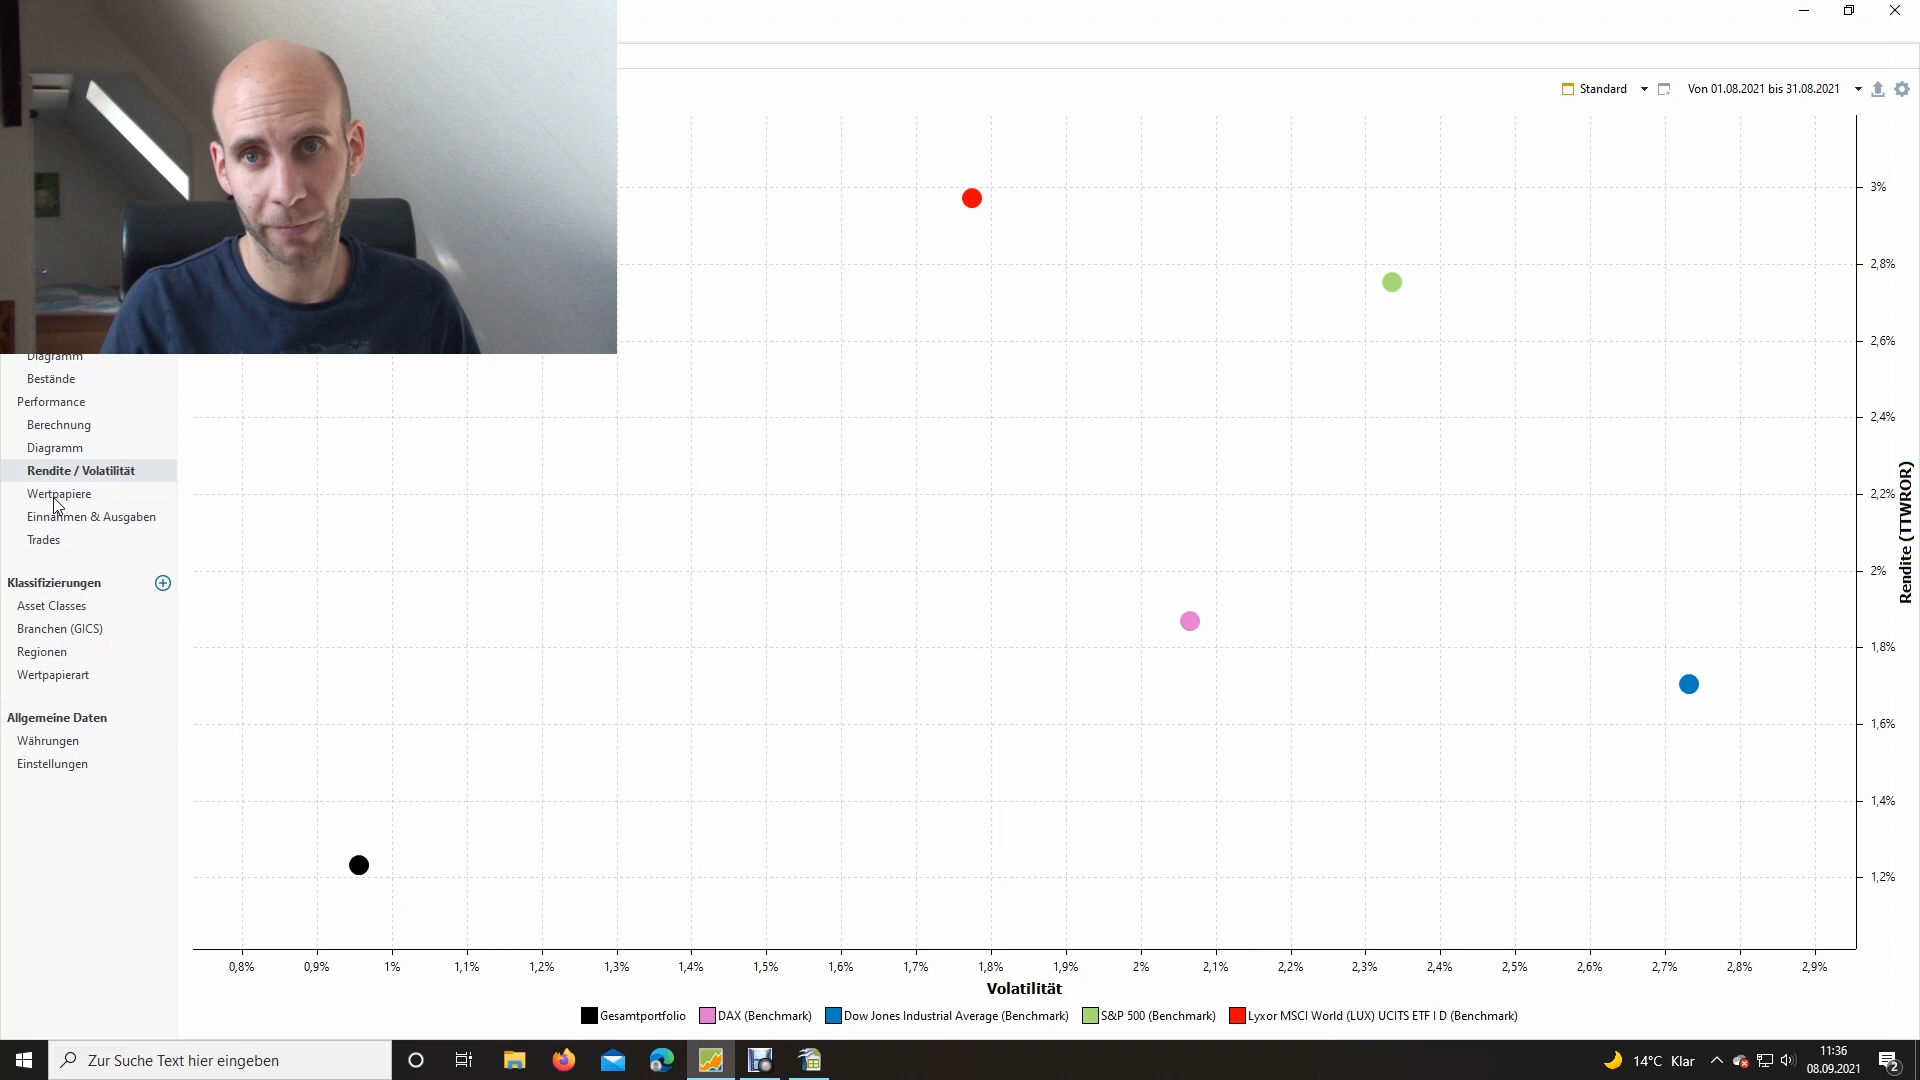 Standard
Von 01.08.2021 bis 31.08.2021
3%
2,8%
2,6%
2,4%
2,2%
2%
1,8%
1,6%
1,4%
1,2%
Rendite (TTWROR)
Diagramm
Bestände
Performance
Berechnung
Diagramm
Rendite / Volatilität
Wertpapiere
Einnahmen & Ausgaben
Trades
Klassifizierungen
Asset Classes
Branchen (GICS)
Regionen
Wertpapierart
Allgemeine Daten
Währungen
Einstellungen
0,8% 0,9% 1% 1,1% 1,2% 1,3% 1,4% 1,5% 1,6% 1,7% 1,8% 1,9% 2% 2,1% 2,2% 2,3% 2,4% 2,5% 2,6% 2,7% 2,8% 2,9%
Volatilität
Gesamtportfolio DAX (Benchmark) Dow Jones Industrial Average (Benchmark) S&P 500 (Benchmark) Lyxor MSCI World (LUX) UCITS ETF I D (Benchmark)
Zur Suche Text hier eingeben
14°C Klar
11:36
08.09.2021
2